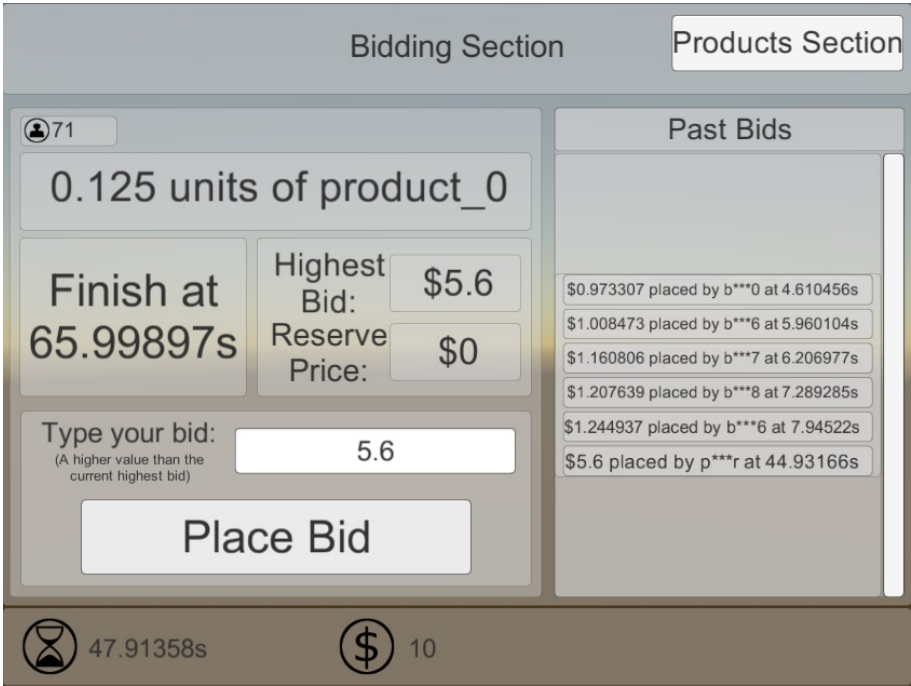 Bidding Section
Products Section
71
0.125 units of product_0
Finish at
65.99897s
Highest
Bid:
$5.6
Reserve
Price:
$0
Type your bid:
(A higher value than the
current highest bid)
5.6
Place Bid
Past Bids
$0.973307 placed by b***0 at 4.610456s
$1.008473 placed by b***6 at 5.960104s
$1.160806 placed by b***7 at 6.206977s
$1.207639 placed by b***8 at 7.289285s
$1.244937 placed by b***6 at 7.94522s
$5.6 placed by p***r at 44.93166s
47.91358s
$
10